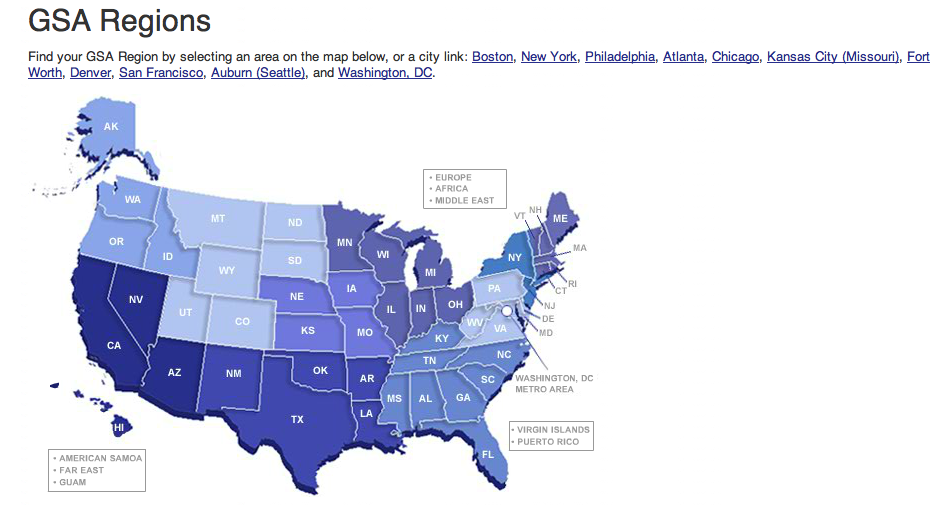 GSA Regions
Find your GSA Region by selecting an area on the map below, or a city link: Boston, New York, Philadelphia, Atlanta, Chicago, Kansas City (Missouri), Fort
Worth, Denver, San Francisco, Auburn (Seattle), and Washington, DC.
AK
• EUROPE
• AFRICA
• MIDDLE EAST
WA
MT
ND
MN
VT
NH
ME
OR
ID
WY
SD
WI
MI
NY
MA
NV
UT
CO
NE
IA
IL
IN
OH
PA
RI
CT
NJ
DE
MD
CA
AZ
NM
KS
MO
KY
WV
VA
OK
AR
TN
NC
SC
WASHINGTON, DC
METRO AREA
TX
LA
MS
AL
GA
FL
HI
• VIRGIN ISLANDS
• PUERTO RICO
• AMERICAN SAMOA
• FAR EAST
• GUAM